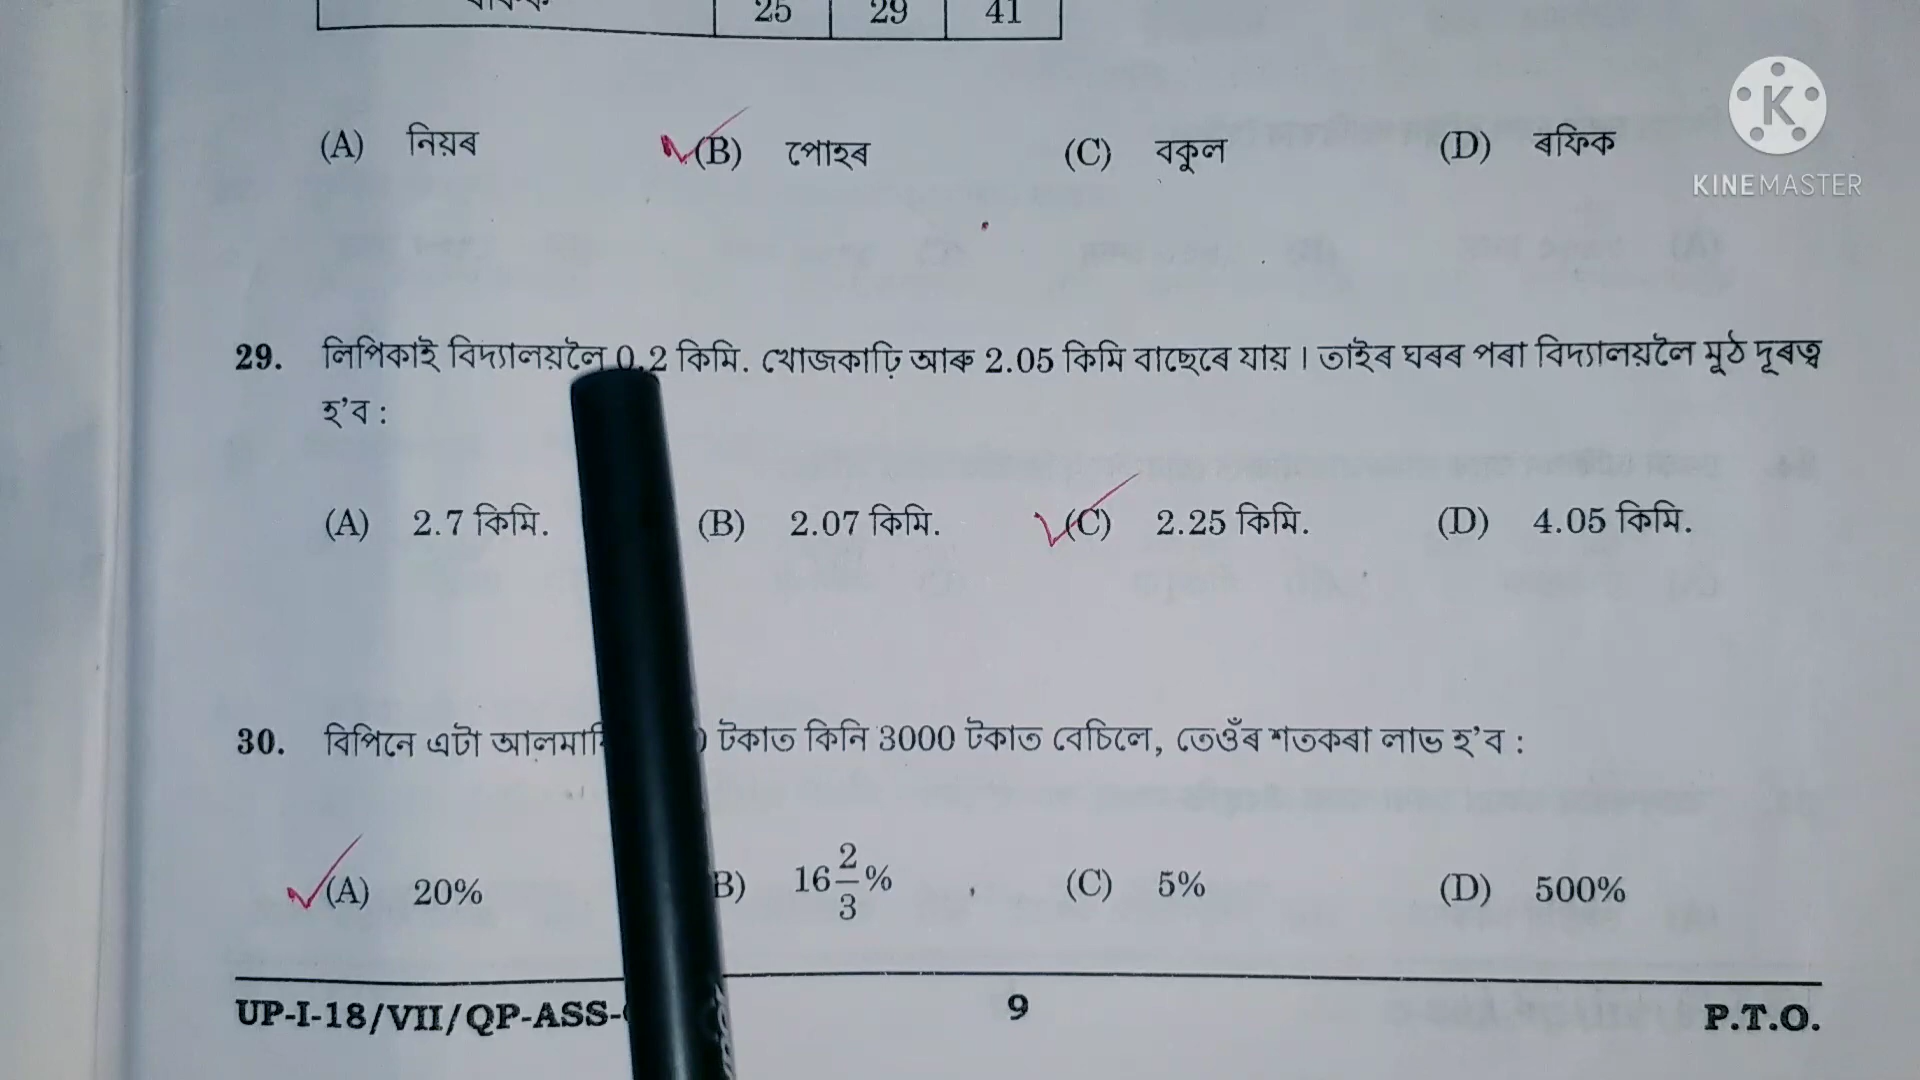 25 29 41
(A) নিয়ৰ (B) পোহৰ (C) বকুল (D) ৰফিক
KINEMASTER
29. লিপিকাই বিদ্যালয়লৈ 0.2 কিমি. খোজকাঢ়ি আৰু 2.05 কিমি বাছেৰে যায় । তাইৰ ঘৰৰ পৰা বিদ্যালয়লৈ মূঠ দূৰত্ব
হ'ব :
(A) 2.7 কিমি. (B) 2.07 কিমি. (C) 2.25 কিমি. (D) 4.05 কিমি.
30. বিপিনে এটা টকাত কিনি 3000 টকাত বেচিলে, তেওঁৰ শতকৰা লাভ হ'ব :
(A) 20% B) 16 2/3 % (C) 5% (D) 500%
UP-I-18/VII/QP-ASS- 9 P.T.O.